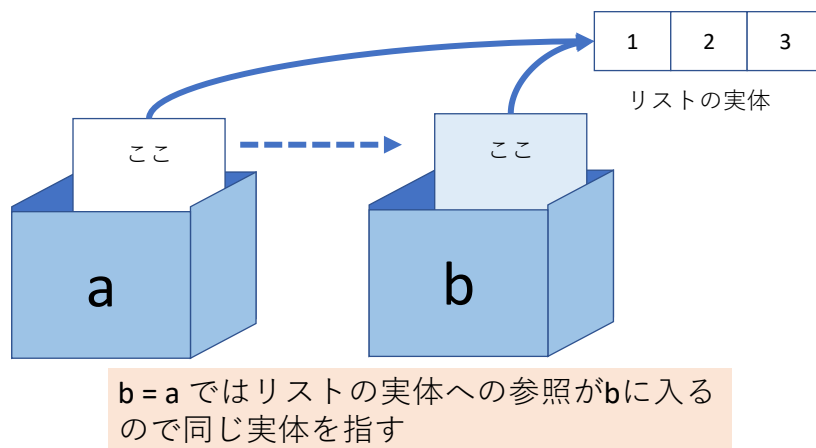 1 2 3
リストの実体
ここ
ここ
a
b
b = a ではリストの実体への参照がbに入る
ので同じ実体を指す